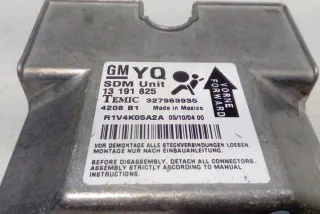 GM YQ
SDM Unit
13 191 825
TEMIC 327963935
4208 B1 Made in Mexico
VORNE
FORWARD
R1V4K05A2A 05/10/04 00
VOR DEMONTAGE ALLE STECKVERBINDUNGEN LOESEN.
MONTAGE NUR NACH EINBAUANLEITUNG.
BEFORE DISASSEMBLY, DETACH ALL CONNECTORS.
ASSEMBLY STRICTLY ACCORDING TO MANUAL
INSTRUCTIONS.